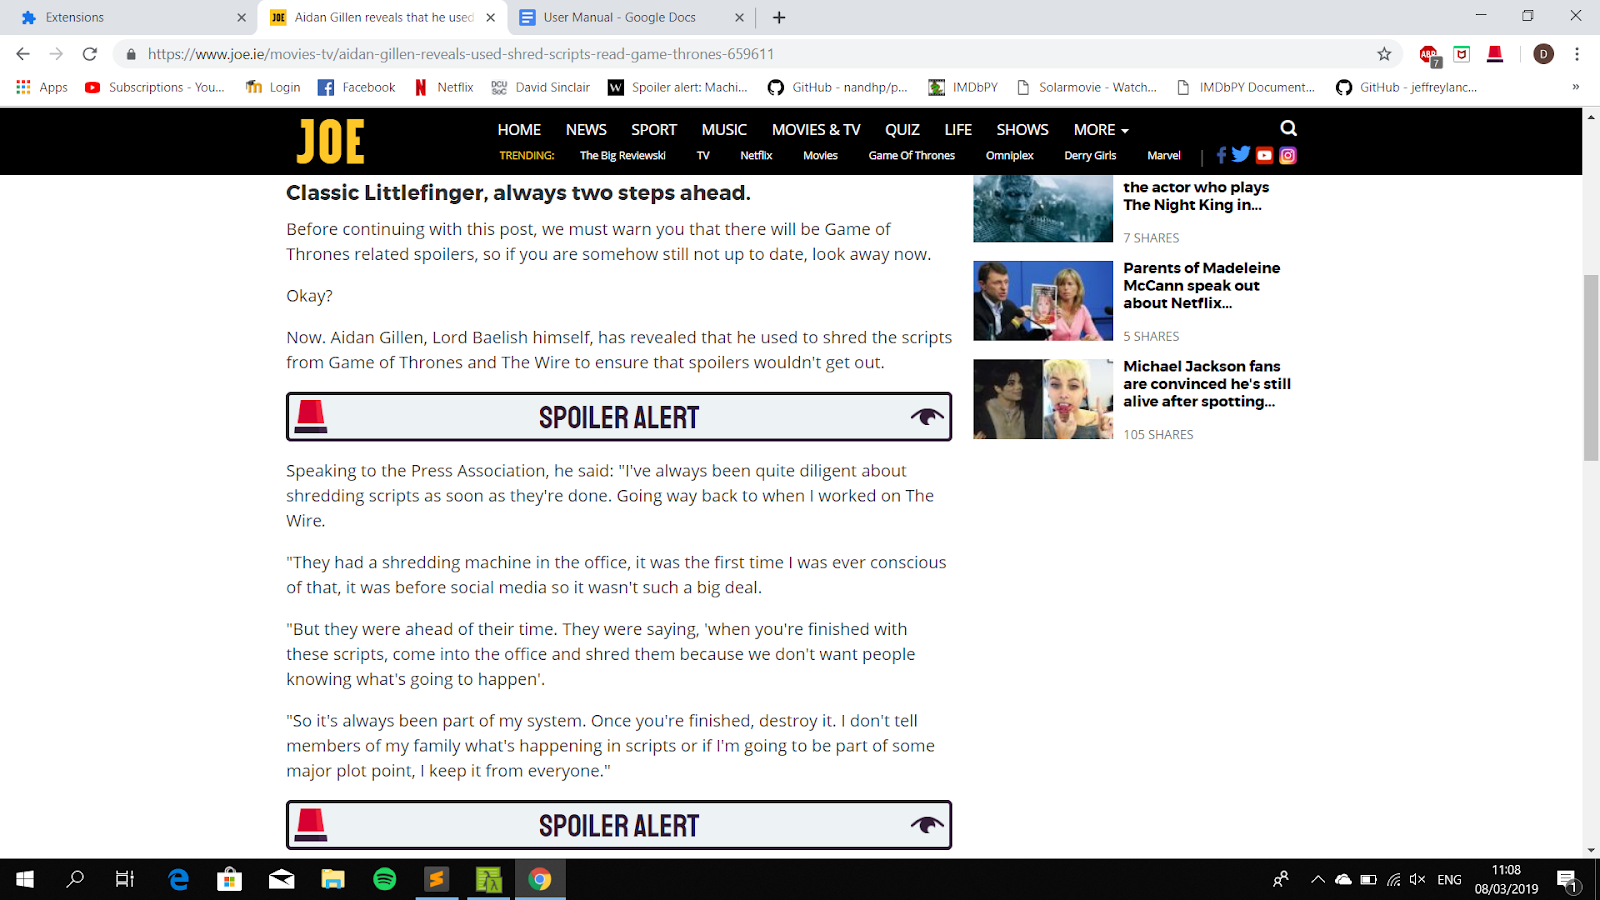 Extensions
Aidan Gillen reveals that he used
User Manual - Google Docs
https://www.joe.ie/movies-tv/aidan-gillen-reveals-used-shred-scripts-read-game-thrones-659611
ABP
7
D
Apps
Subscriptions - You...
Login
Facebook
Netflix
David Sinclair
Spoiler alert: Machi...
GitHub - nandhp/p...
IMDbPY
Solarmovie - Watch...
IMDbPY Document...
GitHub - jeffreylanc...
»
JOE
HOME
NEWS
SPORT
MUSIC
MOVIES & TV
QUIZ
LIFE
SHOWS
MORE
TRENDING:
The Big Reviewski
TV
Netflix
Movies
Game Of Thrones
Omniplex
Derry Girls
Marvel
Classic Littlefinger, always two steps ahead.
Before continuing with this post, we must warn you that there will be Game of
Thrones related spoilers, so if you are somehow still not up to date, look away now.
Okay?
Now. Aidan Gillen, Lord Baelish himself, has revealed that he used to shred the scripts
from Game of Thrones and The Wire to ensure that spoilers wouldn't get out.
SPOILER ALERT
Speaking to the Press Association, he said: "I've always been quite diligent about
shredding scripts as soon as they're done. Going way back to when I worked on The
Wire.
"They had a shredding machine in the office, it was the first time I was ever conscious
of that, it was before social media so it wasn't such a big deal.
"But they were ahead of their time. They were saying, 'when you're finished with
these scripts, come into the office and shred them because we don't want people
knowing what's going to happen'.
"So it's always been part of my system. Once you're finished, destroy it. I don't tell
members of my family what's happening in scripts or if I'm going to be part of some
major plot point, I keep it from everyone."
SPOILER ALERT
the actor who plays
The Night King in...
7 SHARES
Parents of Madeleine
McCann speak out
about Netflix...
5 SHARES
Michael Jackson fans
are convinced he's still
alive after spotting...
105 SHARES
ENG
11:08
08/03/2019
1